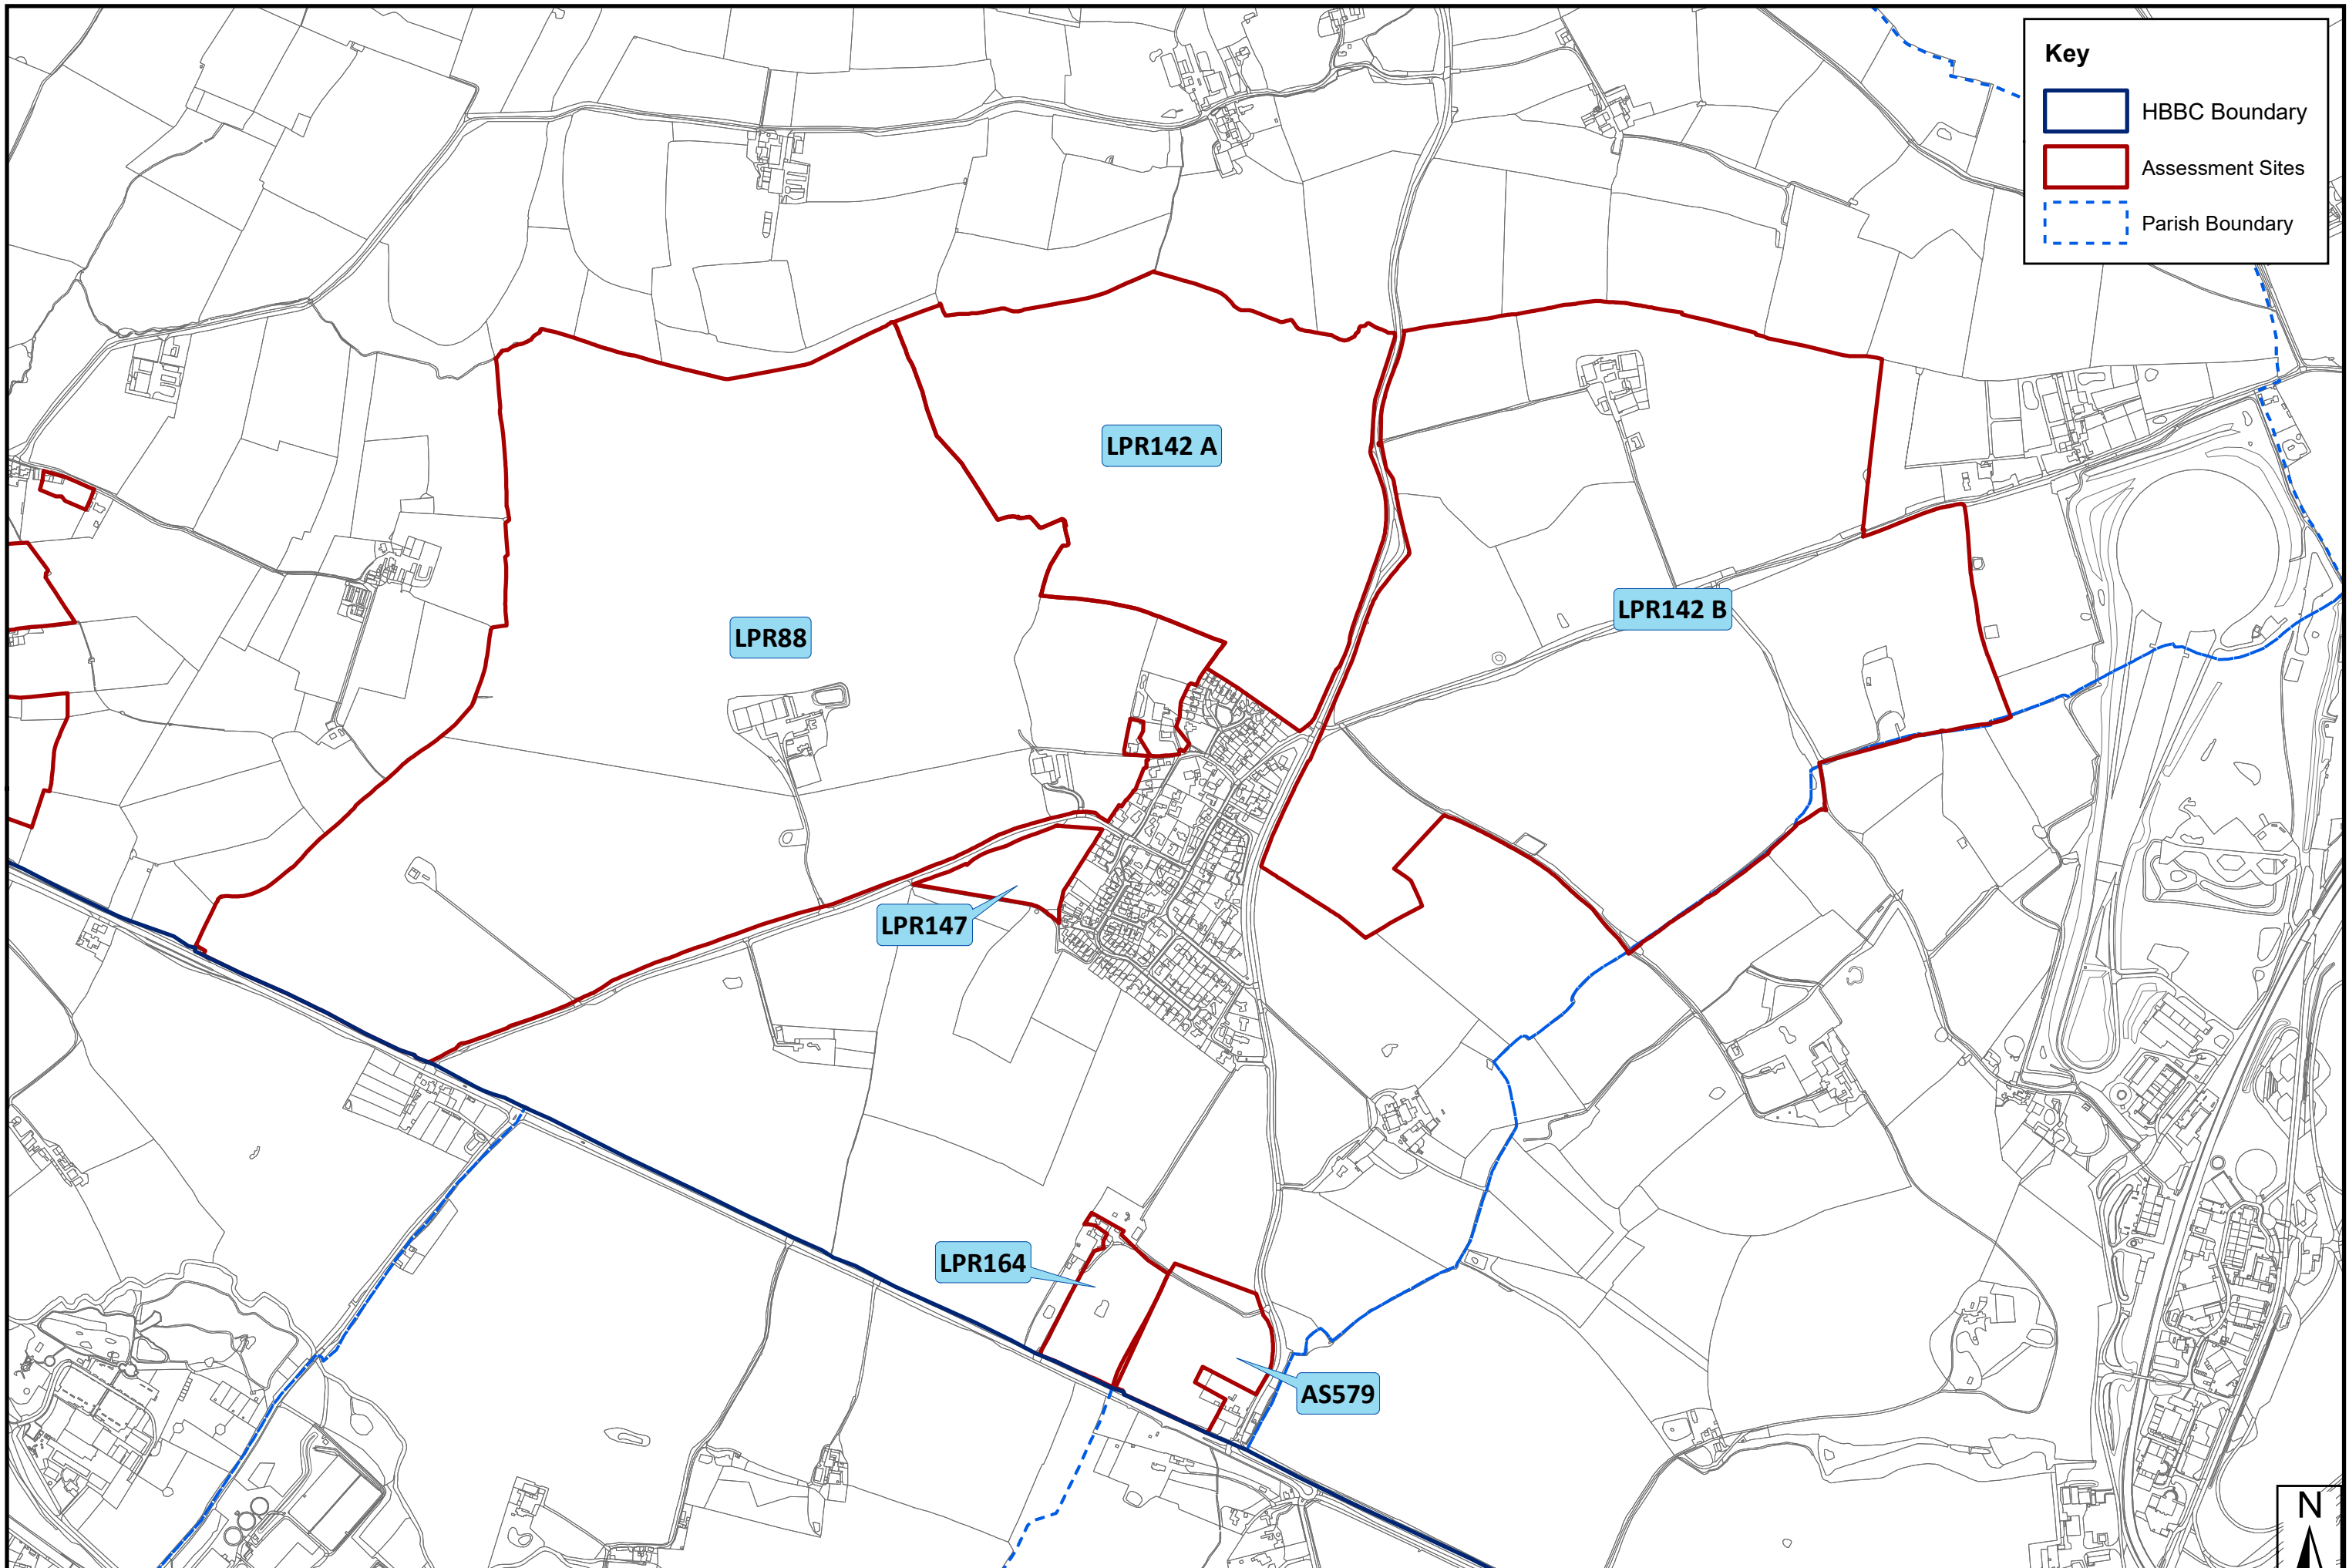 Key
HBBC Boundary
Assessment Sites
Parish Boundary
LPR142 A
LPR142 B
LPR88
LPR147
LPR164
AS579
N